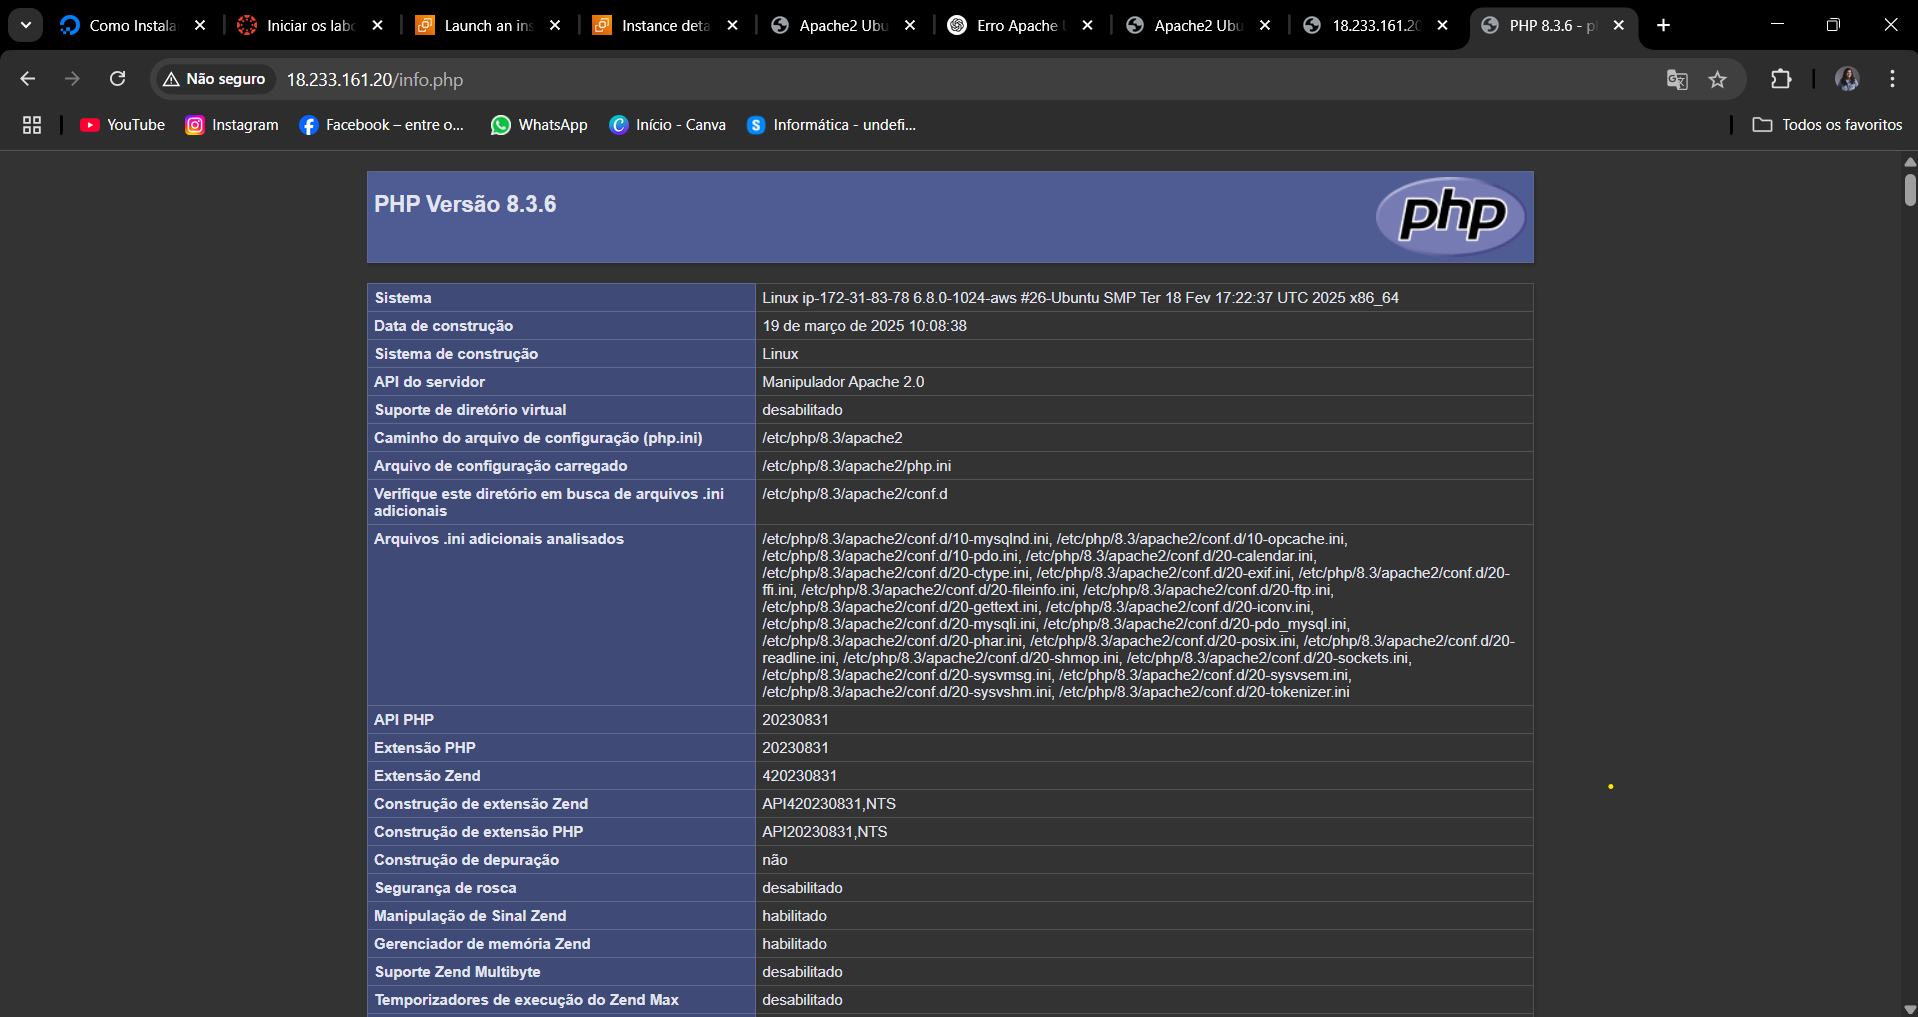 Como Instala
Iniciar os labo
Launch an ins
Instance deta
Apache2 Ubu
Erro Apache
Apache2 Ubu
18.233.161.20
PHP 8.3.6 - p
Não seguro
18.233.161.20/info.php
YouTube
Instagram
Facebook – entre o...
WhatsApp
Início - Canva
Informática - undefi...
Todos os favoritos
PHP Versão 8.3.6
php
Sistema
Linux ip-172-31-83-78 6.8.0-1024-aws #26-Ubuntu SMP Ter 18 Fev 17:22:37 UTC 2025 x86_64
Data de construção
19 de março de 2025 10:08:38
Sistema de construção
Linux
API do servidor
Manipulador Apache 2.0
Suporte de diretório virtual
desabilitado
Caminho do arquivo de configuração (php.ini)
/etc/php/8.3/apache2
Arquivo de configuração carregado
/etc/php/8.3/apache2/php.ini
Verifique este diretório em busca de arquivos .ini
adicionais
/etc/php/8.3/apache2/conf.d
Arquivos .ini adicionais analisados
/etc/php/8.3/apache2/conf.d/10-mysqlnd.ini, /etc/php/8.3/apache2/conf.d/10-opcache.ini,
/etc/php/8.3/apache2/conf.d/10-pdo.ini, /etc/php/8.3/apache2/conf.d/20-calendar.ini,
/etc/php/8.3/apache2/conf.d/20-ctype.ini, /etc/php/8.3/apache2/conf.d/20-exif.ini, /etc/php/8.3/apache2/conf.d/20-
ffi.ini, /etc/php/8.3/apache2/conf.d/20-fileinfo.ini, /etc/php/8.3/apache2/conf.d/20-ftp.ini,
/etc/php/8.3/apache2/conf.d/20-gettext.ini, /etc/php/8.3/apache2/conf.d/20-iconv.ini,
/etc/php/8.3/apache2/conf.d/20-mysqli.ini, /etc/php/8.3/apache2/conf.d/20-pdo_mysql.ini,
/etc/php/8.3/apache2/conf.d/20-phar.ini, /etc/php/8.3/apache2/conf.d/20-posix.ini, /etc/php/8.3/apache2/conf.d/20-
readline.ini, /etc/php/8.3/apache2/conf.d/20-shmop.ini, /etc/php/8.3/apache2/conf.d/20-sockets.ini,
/etc/php/8.3/apache2/conf.d/20-sysvmsg.ini, /etc/php/8.3/apache2/conf.d/20-sysvsem.ini,
/etc/php/8.3/apache2/conf.d/20-sysvshm.ini, /etc/php/8.3/apache2/conf.d/20-tokenizer.ini
API PHP
20230831
Extensão PHP
20230831
Extensão Zend
420230831
Construção de extensão Zend
API420230831,NTS
Construção de extensão PHP
API20230831,NTS
Construção de depuração
não
Segurança de rosca
desabilitado
Manipulação de Sinal Zend
habilitado
Gerenciador de memória Zend
habilitado
Suporte Zend Multibyte
desabilitado
Temporizadores de execução do Zend Max
desabilitado